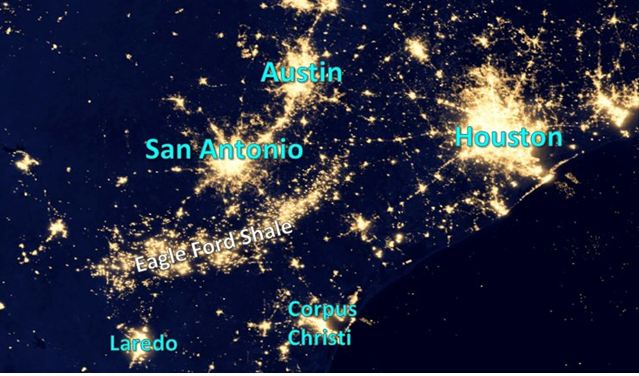 Austin
San Antonio
Houston
Eagle Ford Shale
Corpus
Christi
Laredo